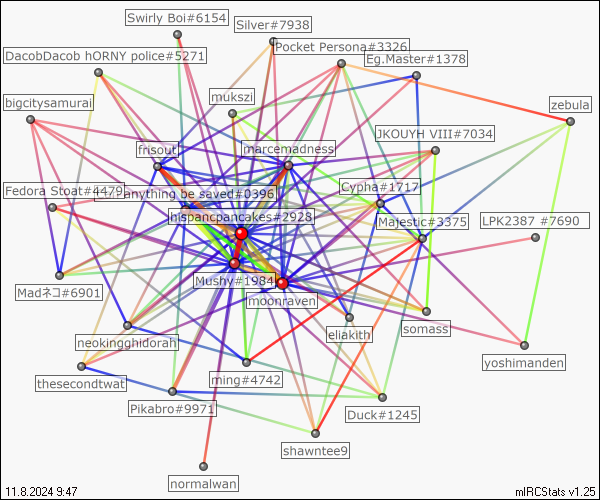 Swirly Boi#6154
Silver#7938
DacobDacob hORNY police#5271
Pocket Persona#3326
Eg.Master#1378
bigcitysamurai
mukszi
zebula
JKOUYH VIII#7034
frisout
marcemadness
Fedora Stoat#4479
anything be saved#0396
Cypha#1717
hispancpancakes#2928
Majestic#3375
LPK2387 #7690
Madネコ#6901
Mushy#1984
moonraven
neokingghidorah
eliakith
somass
yoshimanden
thesecondtwat
ming#4742
Pikabro#9971
Duck#1245
shawntee9
normalwan
11.8.2024 9:47
mIRCStats v1.25